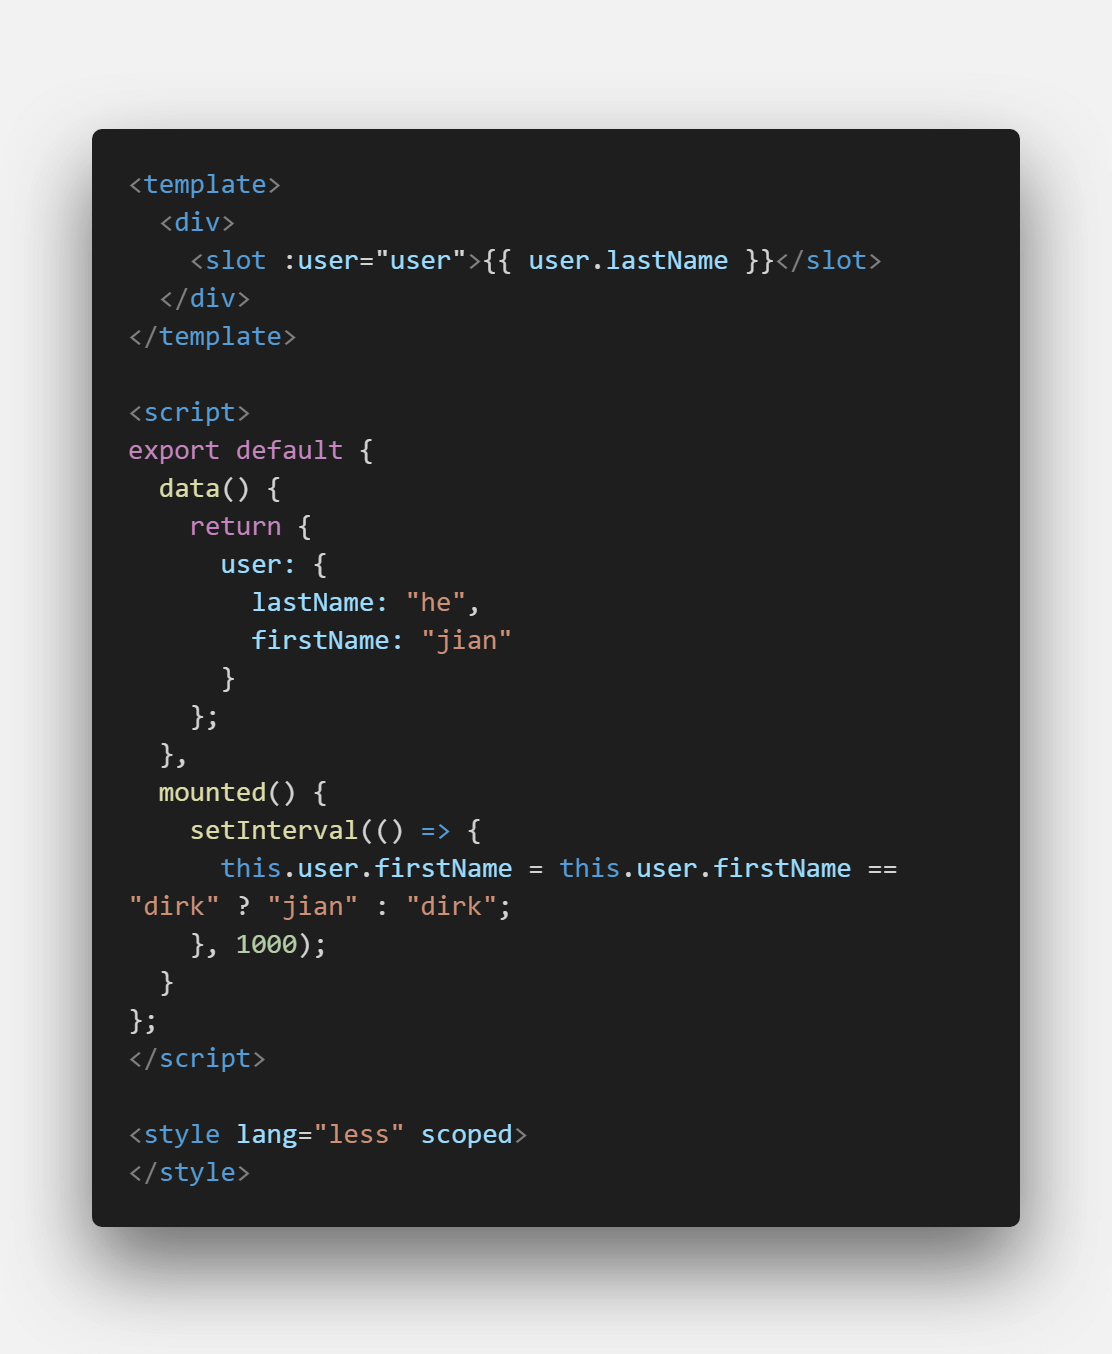 <template>
  <div>
    <slot :user="user">{{ user.lastName }}</slot>
  </div>
</template>

<script>
export default {
  data() {
    return {
      user: {
        lastName: "he",
        firstName: "jian"
      }
    };
  },
  mounted() {
    setInterval(() => {
      this.user.firstName = this.user.firstName ==
"dirk" ? "jian" : "dirk";
    }, 1000);
  }
};
</script>

<style lang="less" scoped>
</style>